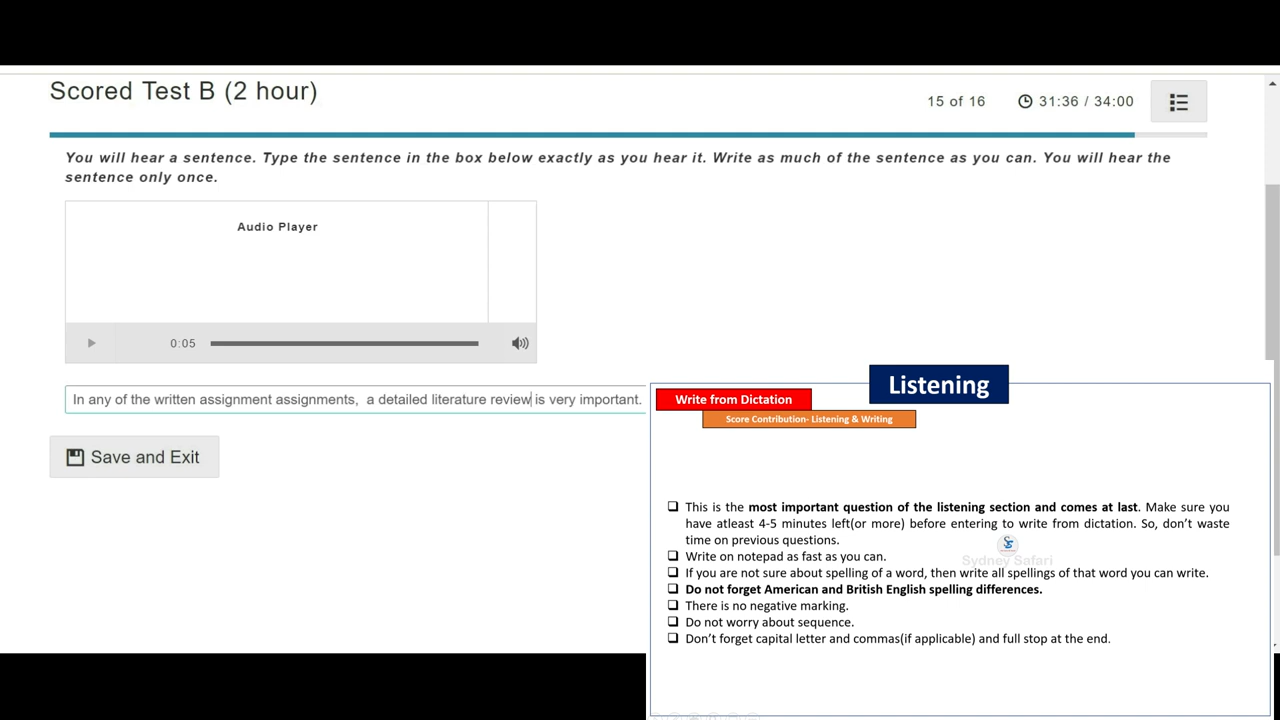 Scored Test B (2 hour)
15 of 16
31:36 / 34:00
You will hear a sentence. Type the sentence in the box below exactly as you hear it. Write as much of the sentence as you can. You will hear the
sentence only once.
Audio Player
0:05
In any of the written assignment assignments,  a detailed literature review is very important.
Save and Exit
Listening
Write from Dictation
Score Contribution- Listening & Writing
This is the most important question of the listening section and comes at last. Make sure you
have atleast 4-5 minutes left(or more) before entering to write from dictation. So, don’t waste
time on previous questions.
Write on notepad as fast as you can.
Sydney Safari
If you are not sure about spelling of a word, then write all spellings of that word you can write.
Do not forget American and British English spelling differences.
There is no negative marking.
Do not worry about sequence.
Don’t forget capital letter and commas(if applicable) and full stop at the end.